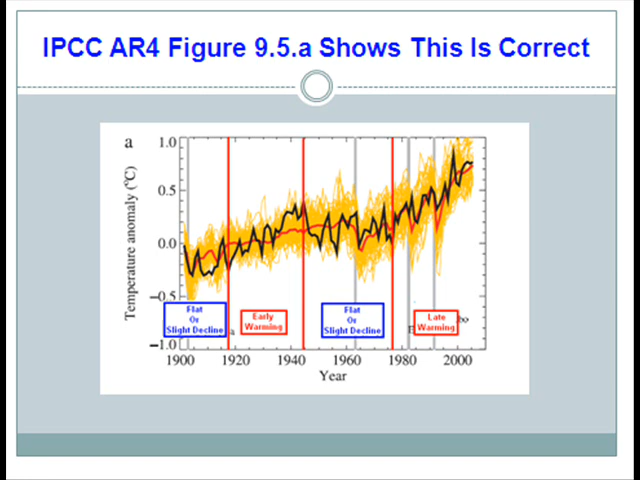 IPCC AR4 Figure 9.5.a Shows This Is Correct
a
Temperature anomaly (°C)
1.0
0.5
0.0
−0.5
−1.0
Flat
Or
Slight Decline
Early
Warming
Flat
Or
Slight Decline
Late
Warming
1900 1920 1940 1960 1980 2000
Year